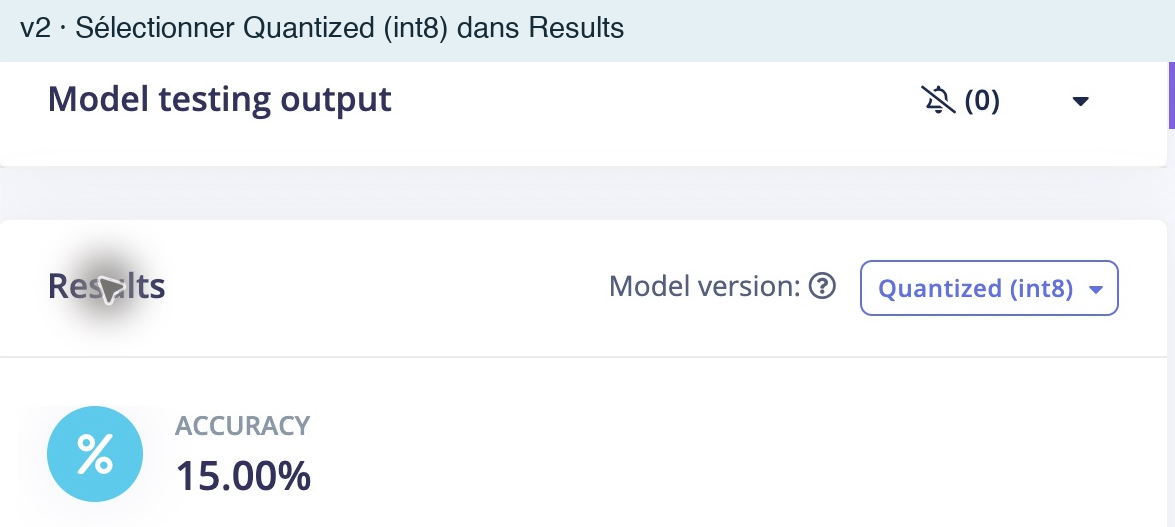 v2 · Sélectionner Quantized (int8) dans Results
Model testing output
(0)
Results
Model version:
Quantized (int8)
%
ACCURACY
15.00%